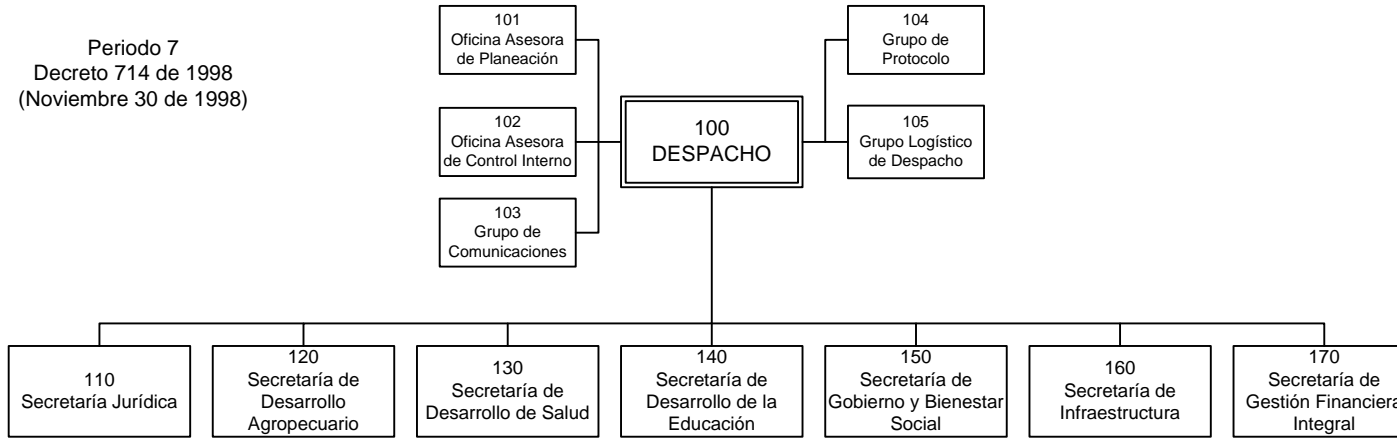 Periodo 7
Decreto 714 de 1998
(Noviembre 30 de 1998)
101
Oficina Asesora
de Planeación
102
Oficina Asesora
de Control Interno
103
Grupo de
Comunicaciones
100
DESPACHO
104
Grupo de
Protocolo
105
Grupo Logístico
de Despacho
110
Secretaría Jurídica
120
Secretaría de
Desarrollo
Agropecuario
130
Secretaría de
Desarrollo de Salud
140
Secretaría de
Desarrollo de la
Educación
150
Secretaría de
Gobierno y Bienestar
Social
160
Secretaría de
Infraestructura
170
Secretaría de
Gestión Financiera
Integral